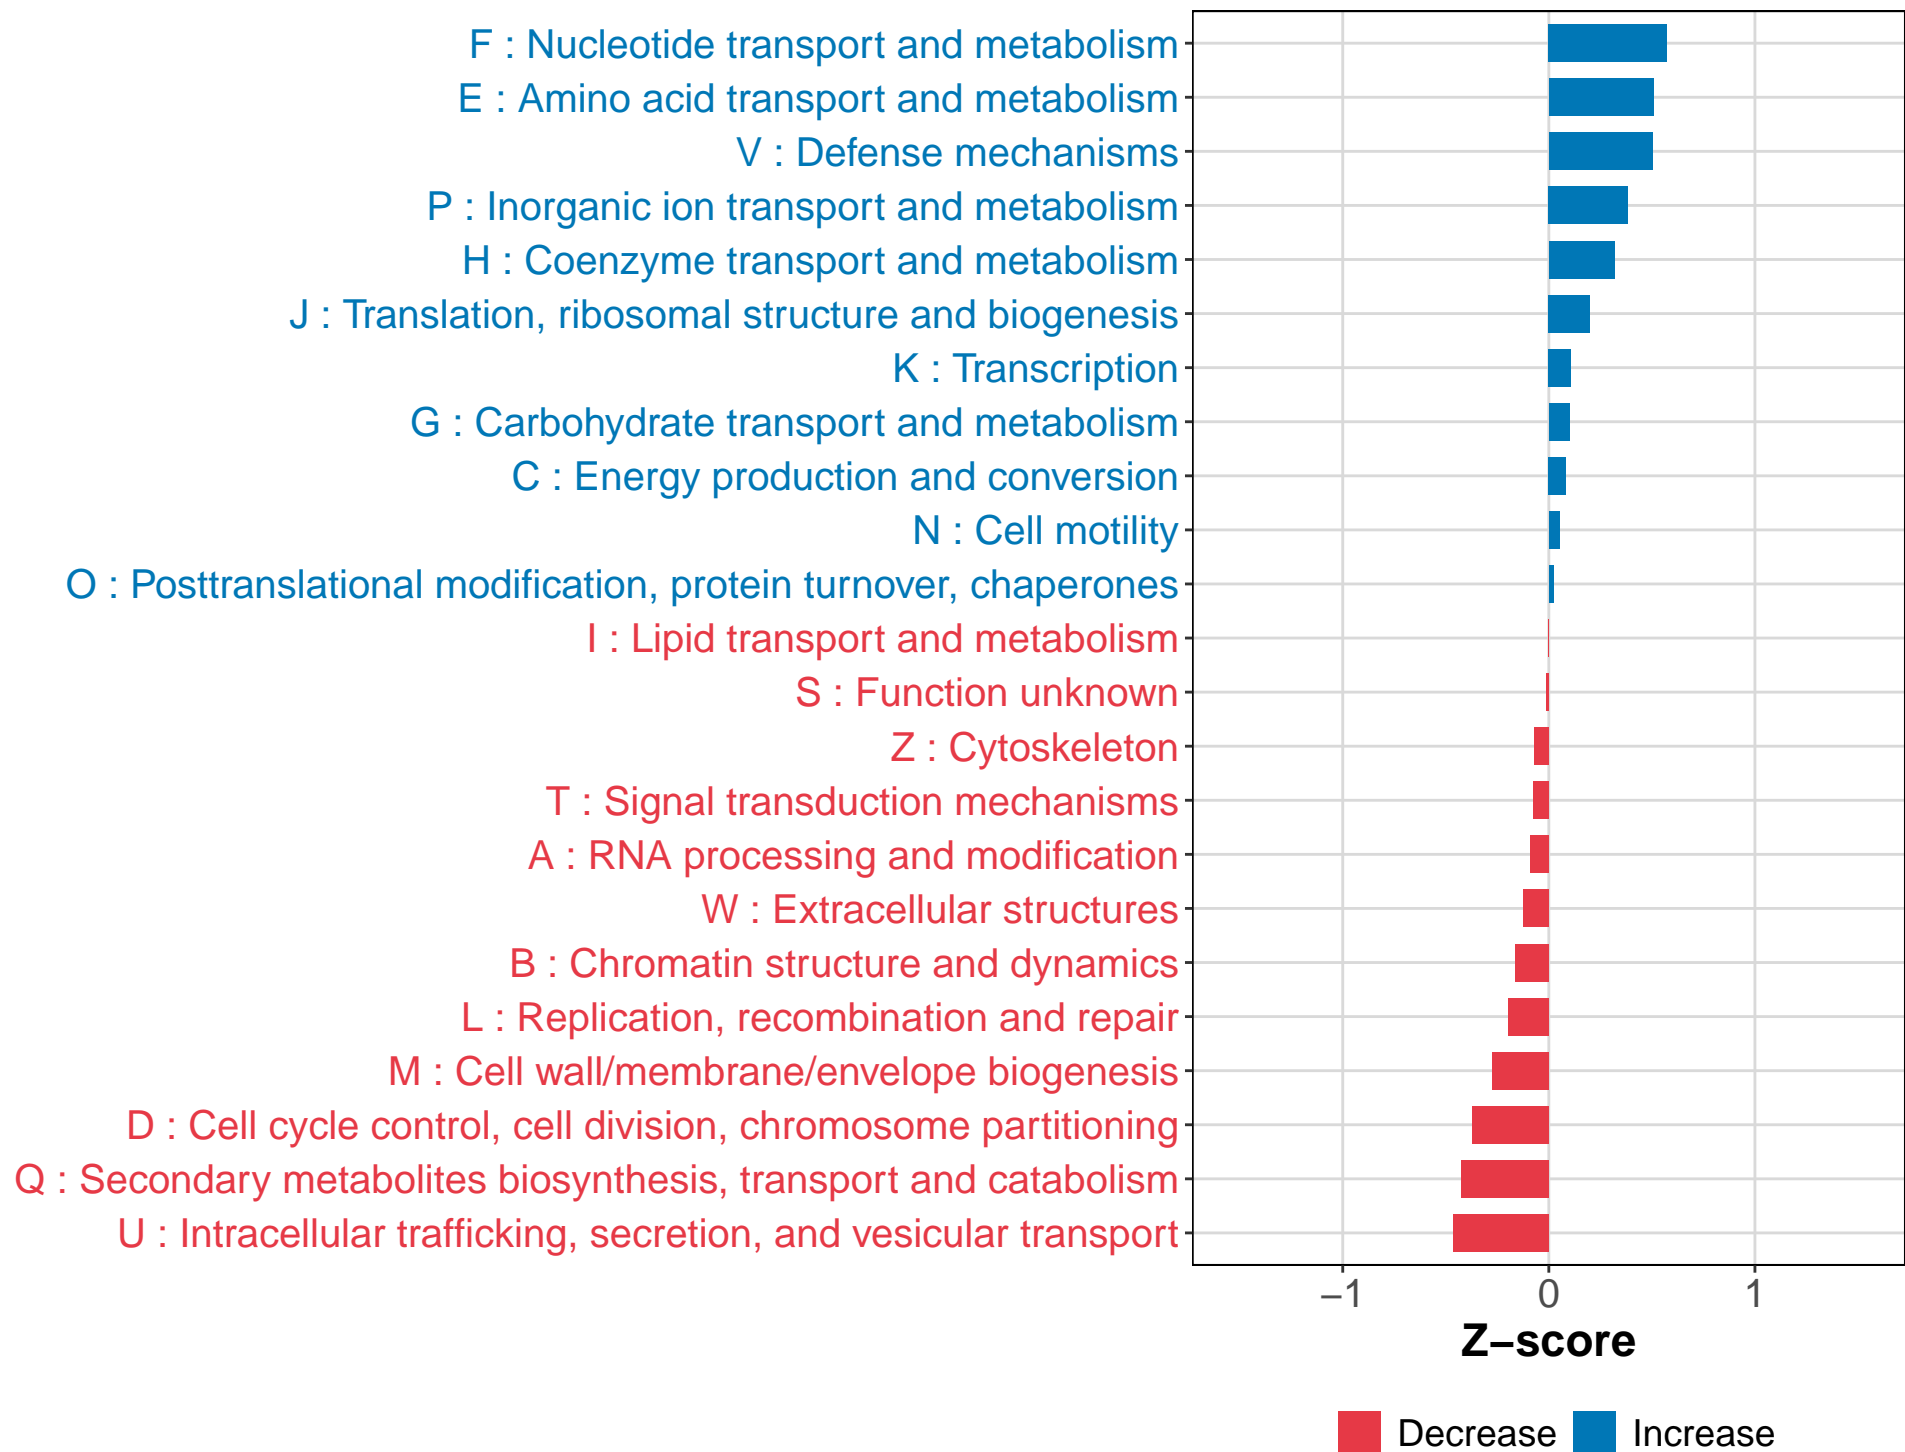 F : Nucleotide transport and metabolism
E : Amino acid transport and metabolism
V : Defense mechanisms
P : Inorganic ion transport and metabolism
H : Coenzyme transport and metabolism
J : Translation, ribosomal structure and biogenesis
K : Transcription
G : Carbohydrate transport and metabolism
C : Energy production and conversion
N : Cell motility
O : Posttranslational modification, protein turnover, chaperones
I : Lipid transport and metabolism
S : Function unknown
Z : Cytoskeleton
T : Signal transduction mechanisms
A : RNA processing and modification
W : Extracellular structures
B : Chromatin structure and dynamics
L : Replication, recombination and repair
M : Cell wall/membrane/envelope biogenesis
D : Cell cycle control, cell division, chromosome partitioning
Q : Secondary metabolites biosynthesis, transport and catabolism
U : Intracellular trafficking, secretion, and vesicular transport
−1 0 1
Z−score
Decrease Increase